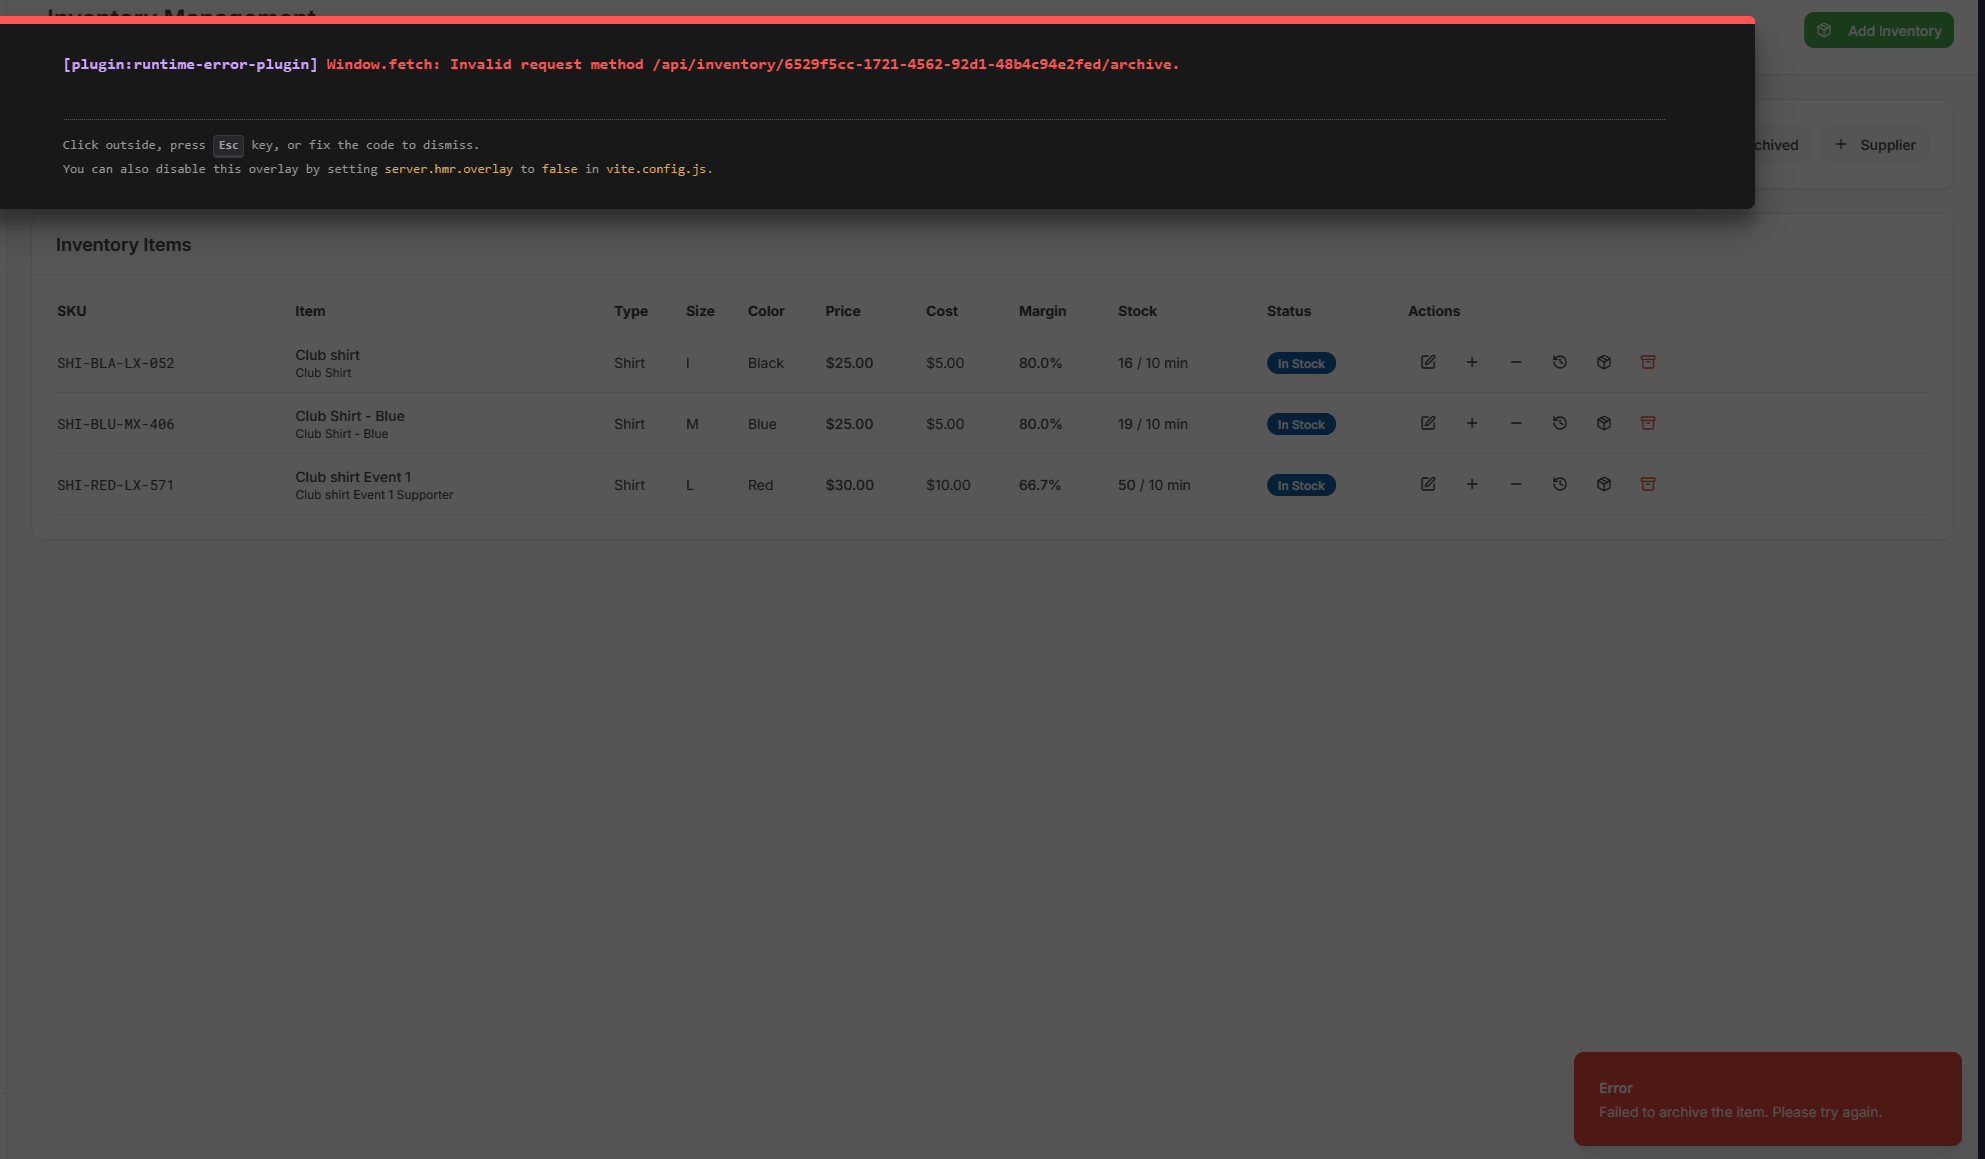 Inventory Management
Add Inventory
[plugin:runtime-error-plugin] Window.fetch: Invalid request method /api/inventory/6529f5cc-1721-4562-92d1-48b4c94e2fed/archive.
Click outside, press Esc key, or fix the code to dismiss.
You can also disable this overlay by setting server.hmr.overlay to false in vite.config.js.
chived + Supplier
Inventory Items
SKU Item Type Size Color Price Cost Margin Stock Status Actions
SHI-BLA-LX-052 Club shirt Shirt l Black $25.00 $5.00 80.0% 16 / 10 min In Stock
Club Shirt
SHI-BLU-MX-406 Club Shirt - Blue Shirt M Blue $25.00 $5.00 80.0% 19 / 10 min In Stock
Club Shirt - Blue
SHI-RED-LX-571 Club shirt Event 1 Shirt L Red $30.00 $10.00 66.7% 50 / 10 min In Stock
Club shirt Event 1 Supporter
Error
Failed to archive the item. Please try again.